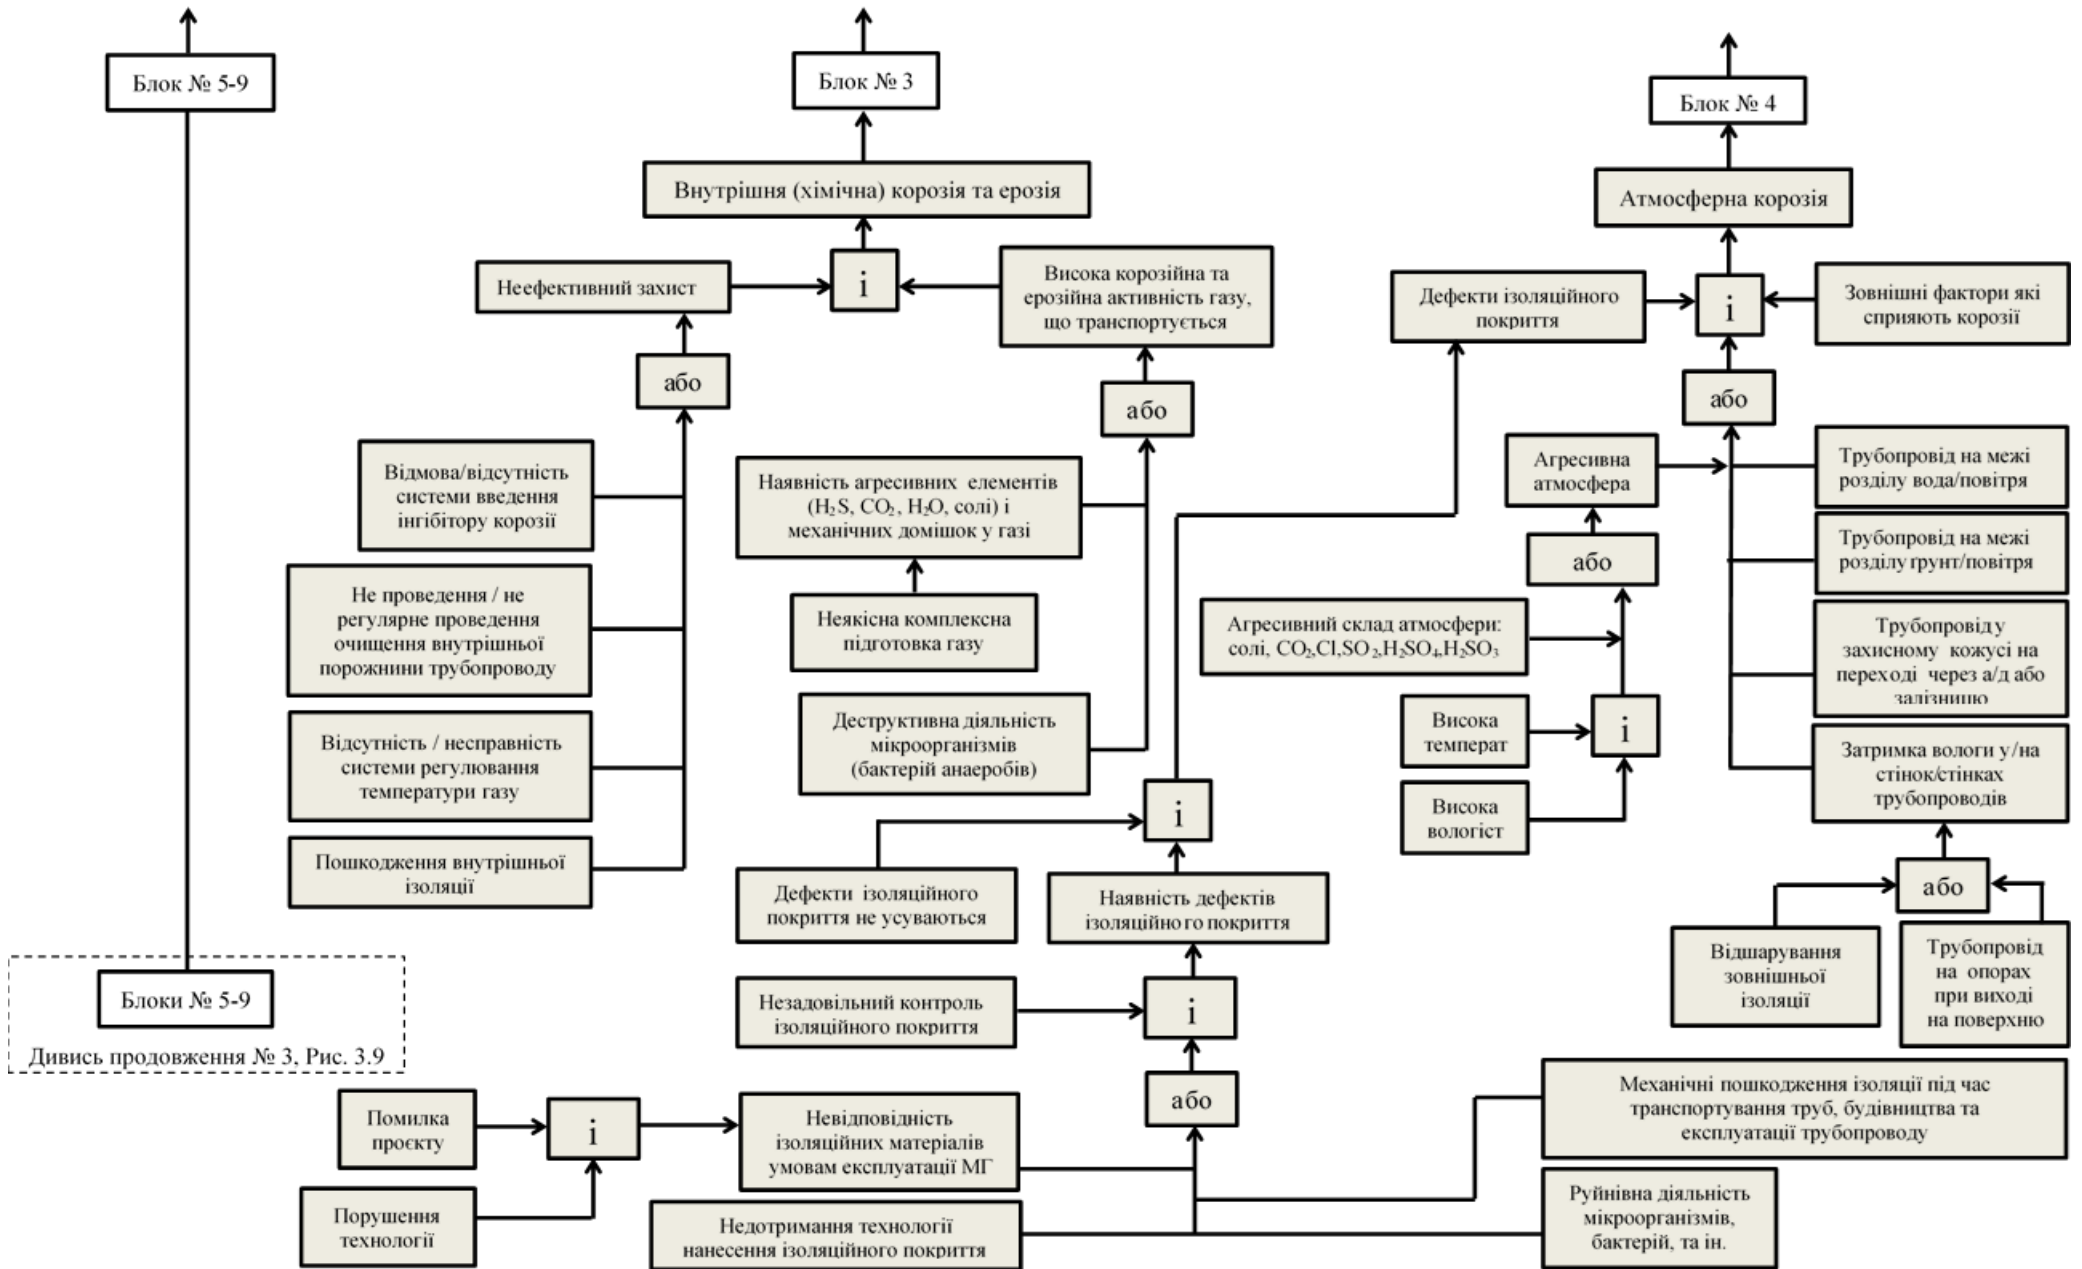 Блок № 5-9
Блок № 3
Блок № 4
Внутрішня (хімічна) корозія та ерозія
Атмосферна корозія
Неефективний захист
і
Висока корозійна та
ерозійна активність газу,
що транспортується
Дефекти ізоляційного
покриття
і
Зовнішні фактори які
сприяють корозії
або
або
або
Відмова/відсутність
системи введення
інгібітору корозії
Наявність агресивних елементів
(H₂S, CO₂, H₂O, солі) і
механічних домішок у газі
Агресивна
атмосфера
Трубопровід на межі
розділу вода/повітря
Трубопровід на межі
розділу ґрунт/повітря
або
Не проведення / не
регулярне проведення
очищення внутрішньої
порожнини трубопроводу
Неякісна комплексна
підготовка газу
Агресивний склад атмосфери:
солі, CO₂,Cl,SO₂,H₂SO₄,H₂SO₃
Трубопровід у
захисному кожусі на
переході через а/д або
залізницю
Відсутність / несправність
системи регулювання
температури газу
Деструктивна діяльність
мікроорганізмів
(бактерій анаеробів)
Висока
температ
і
Затримка вологи у/на
стінок/стінках
трубопроводів
Висока
вологіст
і
Пошкодження внутрішньої
ізоляції
Дефекти ізоляційного
покриття не усуваються
Наявність дефектів
ізоляційного покриття
або
Відшарування
зовнішньої
ізоляції
Трубопровід
на опорах
при виході
на поверхню
Блоки № 5-9
Дивись продовження № 3, Рис. 3.9
Незадовільний контроль
ізоляційного покриття
і
або
Помилка
проєкту
і
Невідповідність
ізоляційних матеріалів
умовам експлуатації МГ
Механічні пошкодження ізоляції під час
транспортування труб, будівництва та
експлуатації трубопроводу
Порушення
технології
Недотримання технології
нанесення ізоляційного покриття
Руйнівна діяльність
мікроорганізмів,
бактерій, та ін.